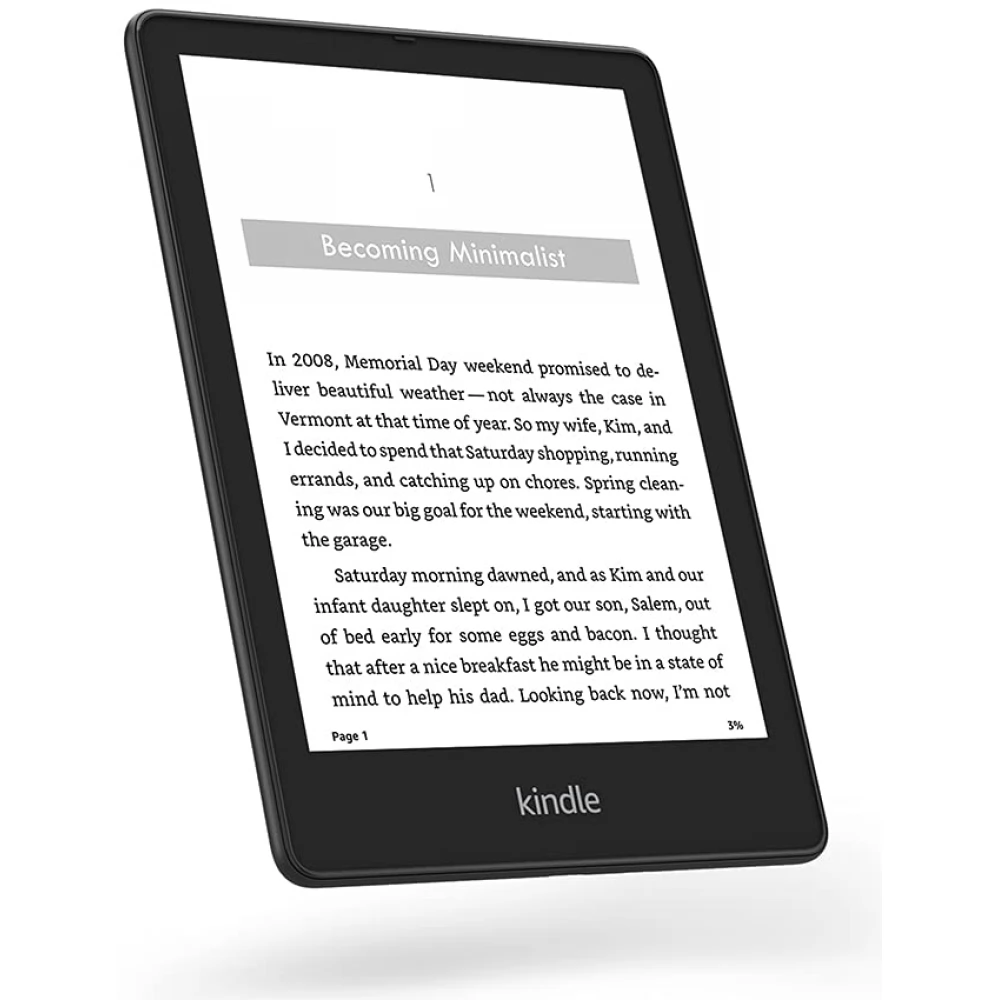 1
Becoming Minimalist
In 2008, Memorial Day weekend promised to de-
liver beautiful weather — not always the case in
Vermont at that time of year. So my wife, Kim, and
I decided to spend that Saturday shopping, running
errands, and catching up on chores. Spring clean-
ing was our big goal for the weekend, starting with
the garage.
Saturday morning dawned, and as Kim and our
infant daughter slept on, I got our son, Salem, out
of bed early for some eggs and bacon. I thought
that after a nice breakfast he might be in a state of
mind to help his dad. Looking back now, I'm not
Page 1
3%
kindle